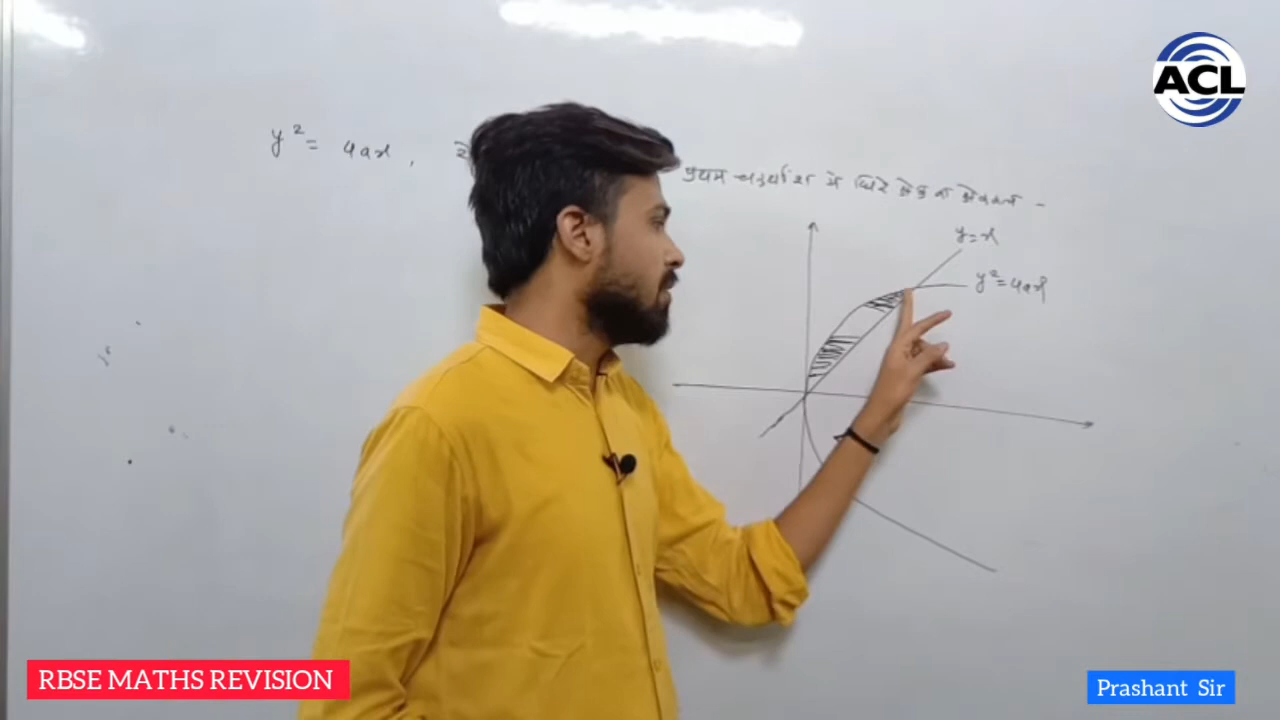 ACL
y² = 4ax, प्रथम चतुर्थांश में घिरे क्षेत्र का क्षेत्रफल -
y=x
y²=4ax
RBSE MATHS REVISION
Prashant Sir